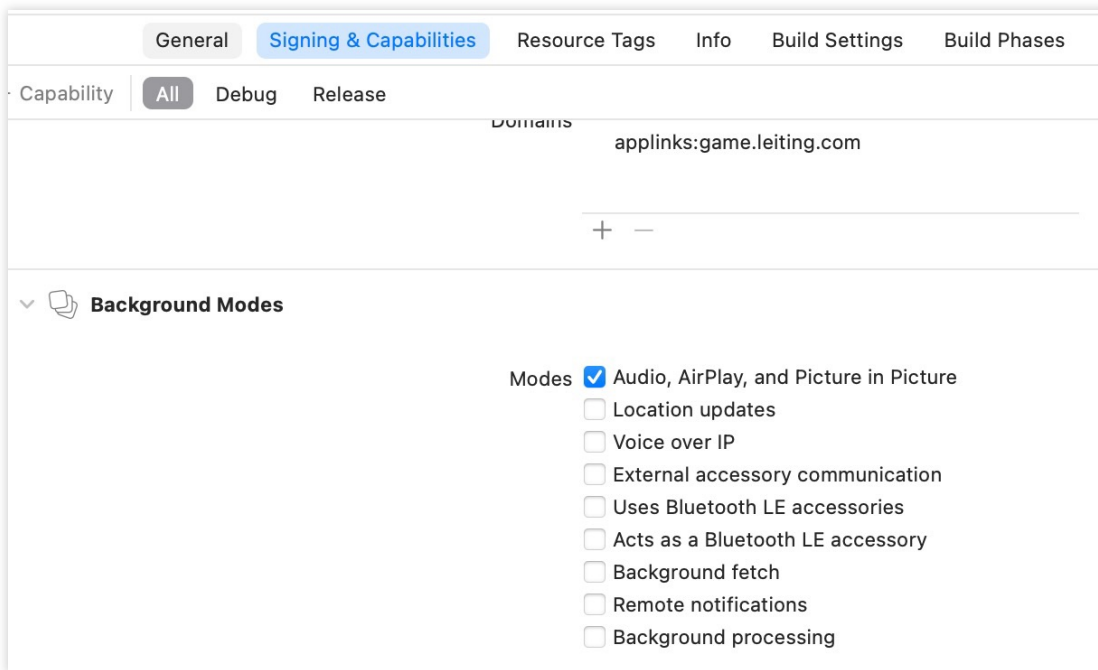 General Signing & Capabilities Resource Tags Info Build Settings Build Phases
Capability All Debug Release
Domains
applinks:game.leiting.com
Background Modes
Modes Audio, AirPlay, and Picture in Picture
Location updates
Voice over IP
External accessory communication
Uses Bluetooth LE accessories
Acts as a Bluetooth LE accessory
Background fetch
Remote notifications
Background processing